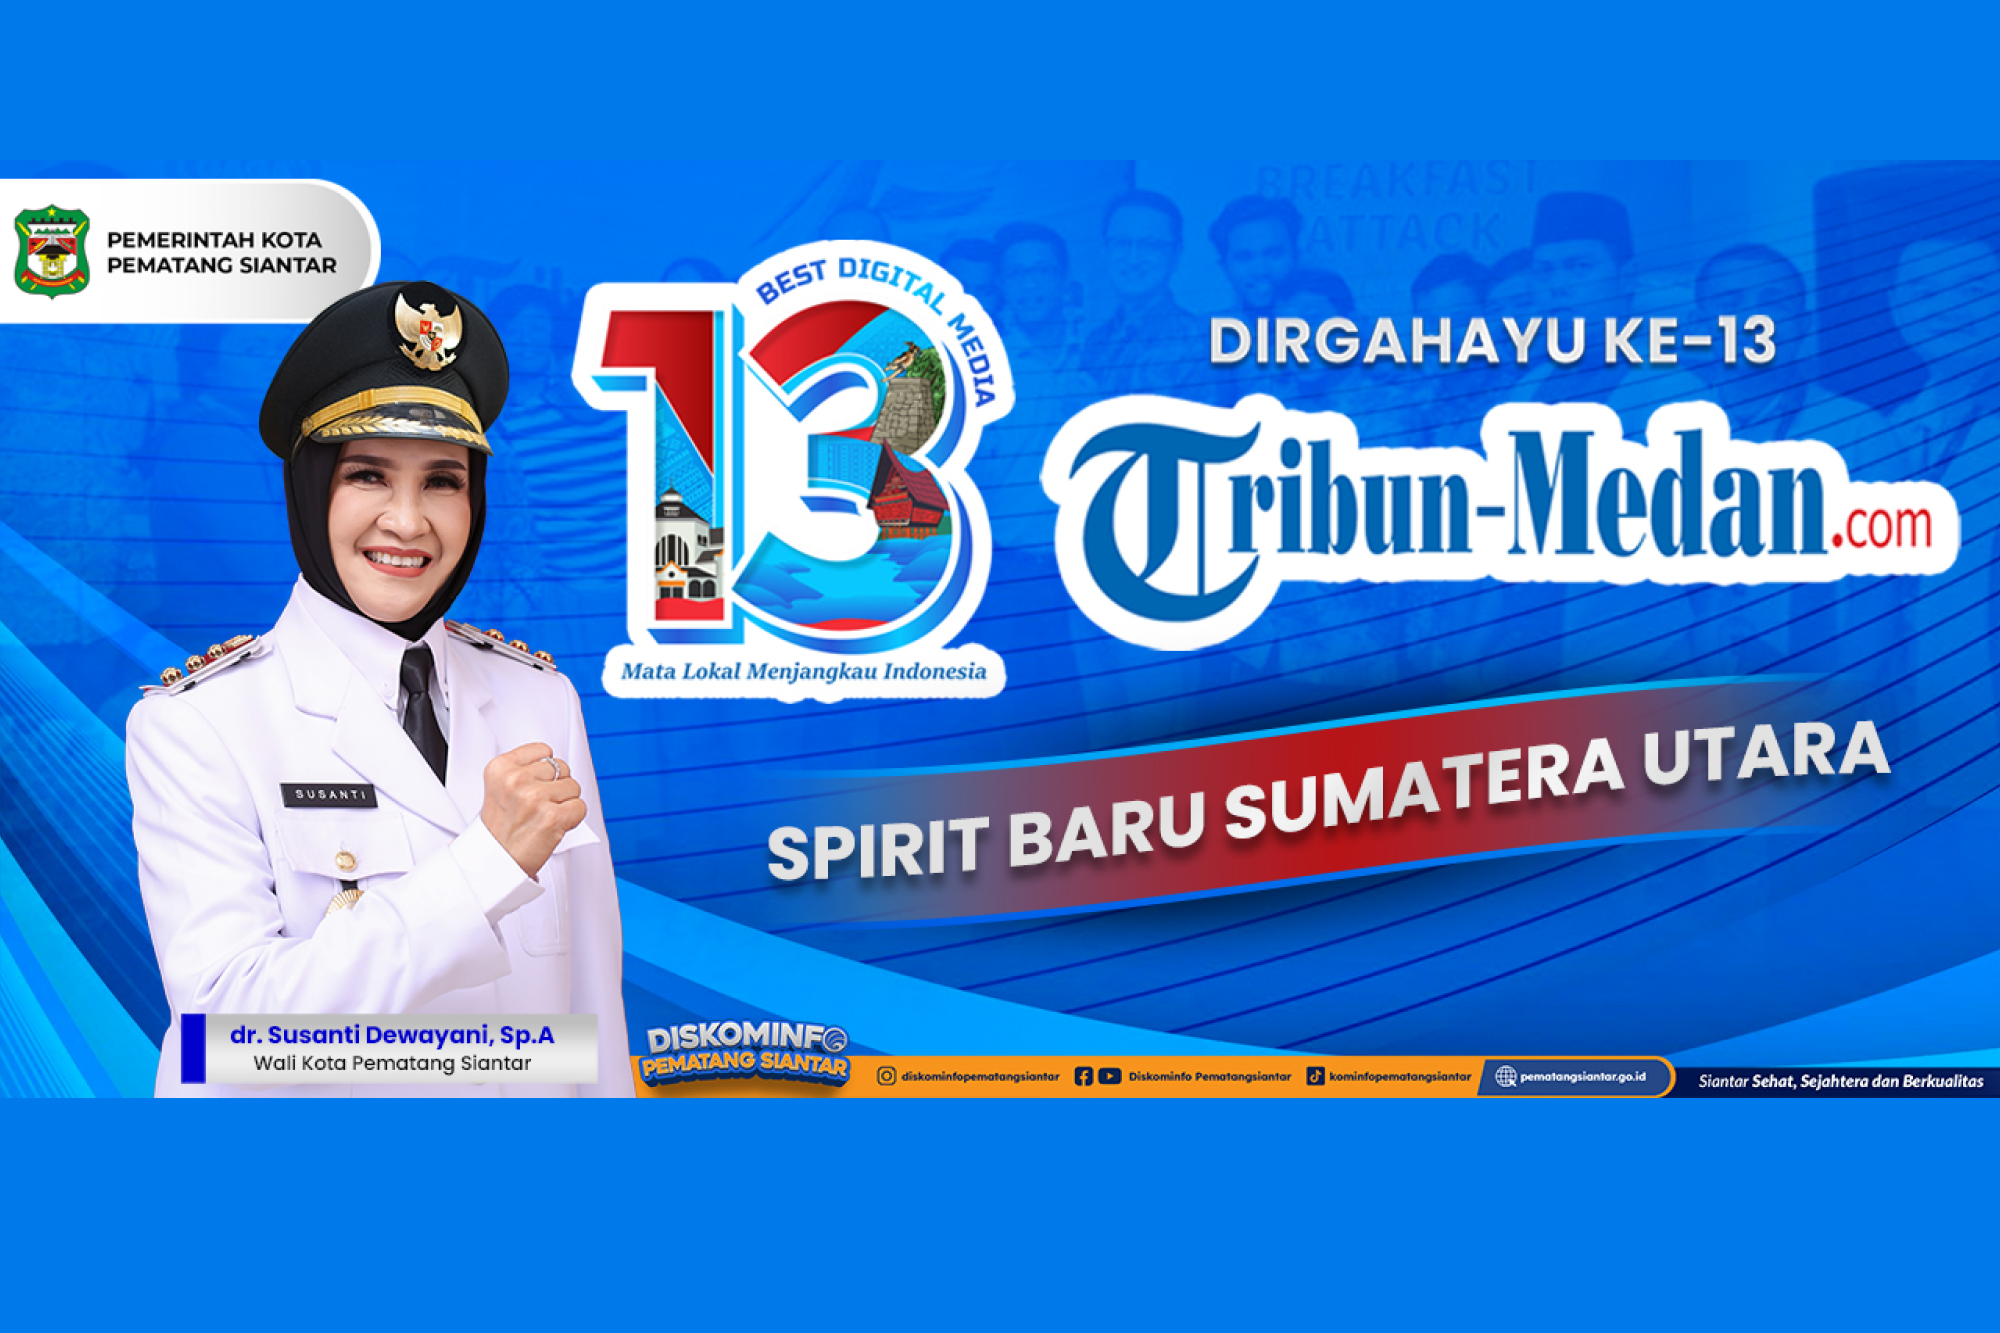 PEMERINTAH KOTA
PEMATANG SIANTAR
BREAKFAST
ATTACK
BEST DIGITAL MEDIA
13
Mata Lokal Menjangkau Indonesia
DIRGAHAYU KE-13
Tribun-Medan.com
SPIRIT BARU SUMATERA UTARA
SUSANTI
dr. Susanti Dewayani, Sp.A
Wali Kota Pematang Siantar
DISKOMINFO
PEMATANG SIANTAR
diskominfopematangsiantar
Diskominfo Pematangsiantar
kominfopematangsiantar
pematangsiantar.go.id
Siantar Sehat, Sejahtera dan Berkualitas